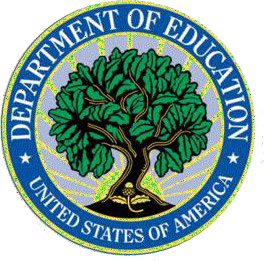 DEPARTMENT OF EDUCATION
UNITED STATES OF AMERICA